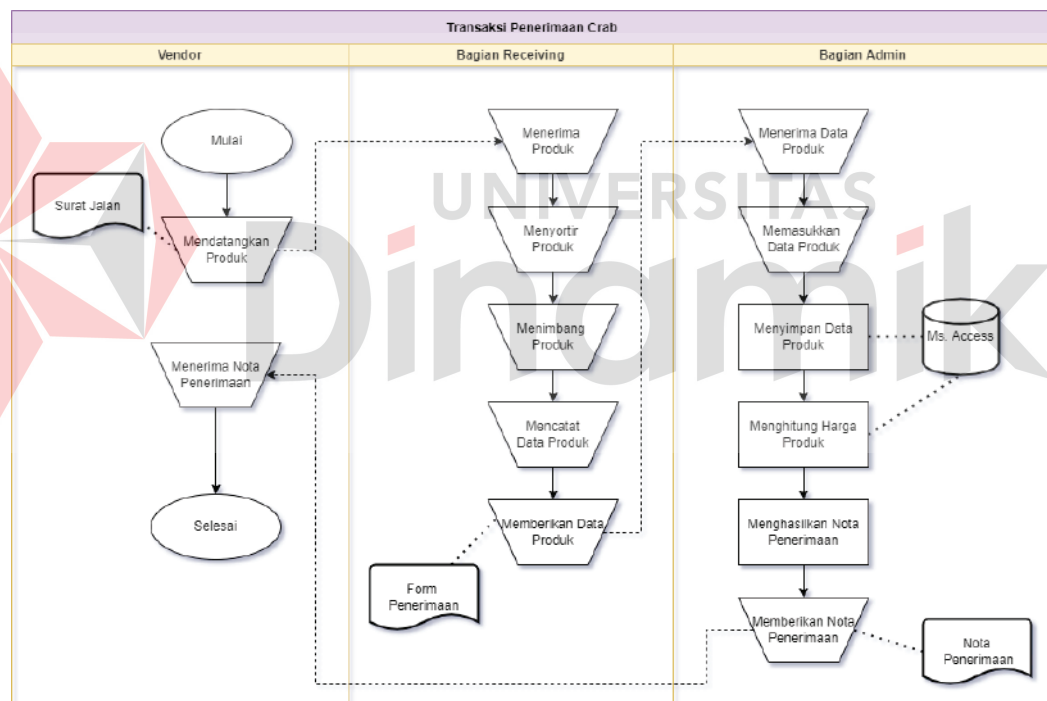 Transaksi Penerimaan Crab
Vendor
Bagian Receiving
Bagian Admin
Mulai
Surat Jalan
Mendatangkan
Produk
Menerima Nota
Penerimaan
Selesai
Menerima
Produk
Menyortir
Produk
Menimbang
Produk
Mencatat
Data Produk
Memberikan Data
Produk
Form
Penerimaan
Menerima Data
Produk
Memasukkan
Data Produk
Menyimpan Data
Produk
Ms. Access
Menghitung Harga
Produk
Menghasilkan Nota
Penerimaan
Memberikan Nota
Penerimaan
Nota
Penerimaan
UNIVERSITAS
Dinamik